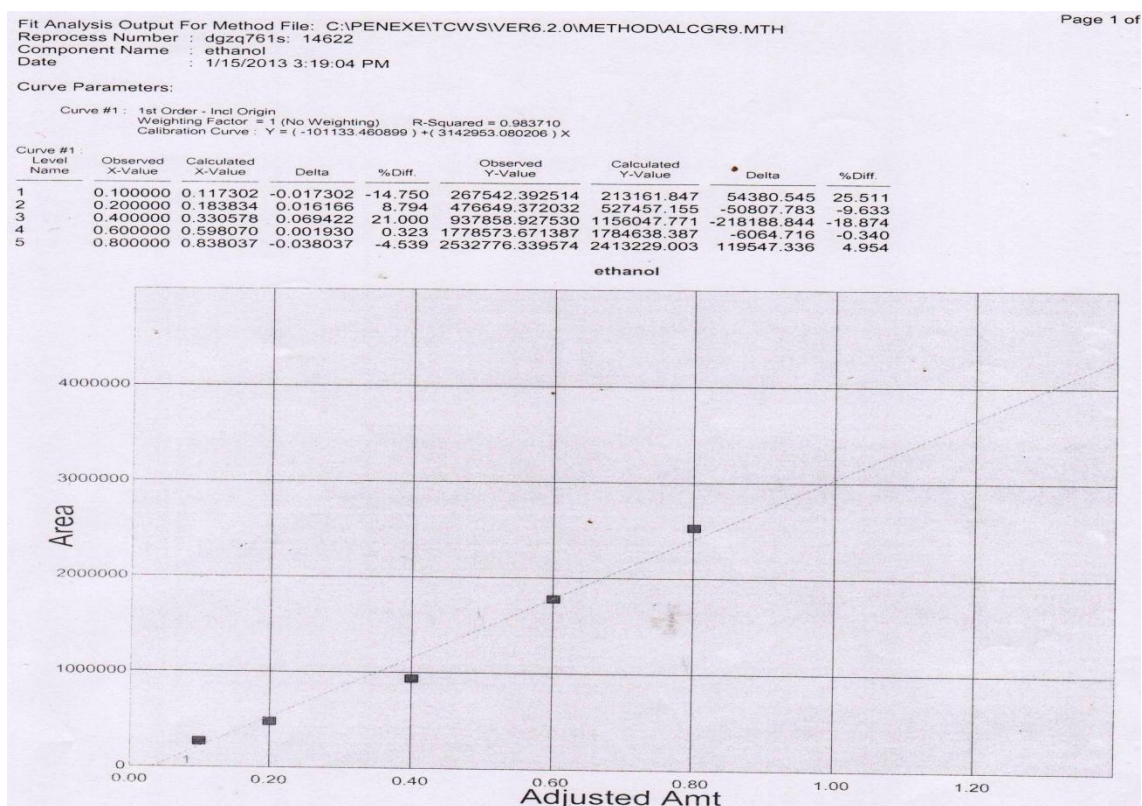 Page 1 of
Fit Analysis Output For Method File: C:\PENEXE\TCWS\VER6.2.0\METHOD\ALCGR9.MTH
Reprocess Number : dgzq761s: 14622
Component Name : ethanol
Date : 1/15/2013 3:19:04 PM
Curve Parameters:
Curve #1 : 1st Order - Incl Origin
Weighting Factor = 1 (No Weighting) R-Squared = 0.983710
Calibration Curve : Y = ( -101133.460899 ) +( 3142953.080206 ) X
Curve #1 :
Level Name Observed X-Value Calculated X-Value Delta %Diff. Observed Y-Value Calculated Y-Value Delta %Diff.
1 0.100000 0.117302 -0.017302 -14.750 267542.392514 213161.847 54380.545 25.511
2 0.200000 0.183834 0.016166 8.794 476649.372032 527457.155 -50807.783 -9.633
3 0.400000 0.330578 0.069422 21.000 937858.927530 1156047.771 -218188.844 -18.874
4 0.600000 0.598070 0.001930 0.323 1778573.671387 1784638.387 -6064.716 -0.340
5 0.800000 0.838037 -0.038037 -4.539 2532776.339574 2413229.003 119547.336 4.954
ethanol
4000000
3000000
Area
2000000
1000000
0
1
0.00 0.20 0.40 0.60 0.80 1.00 1.20
Adjusted Amt